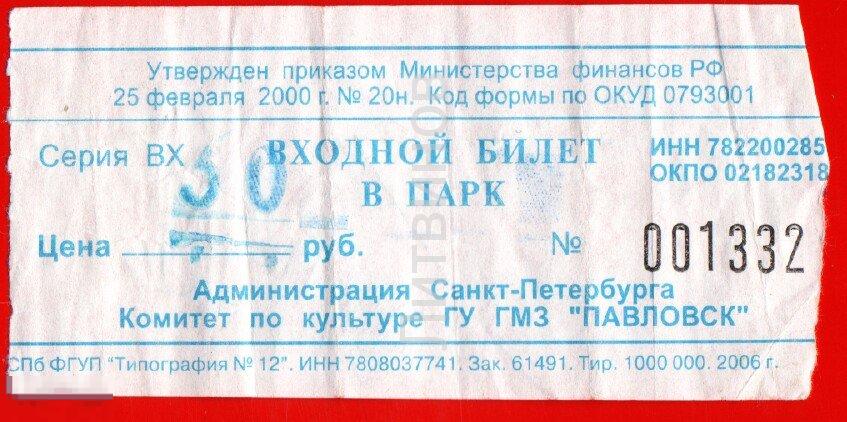 Утвержден приказом Министерства финансов РФ
25 февраля 2000 г. № 20н. Код формы по ОКУД 0793001
Серия ВХ ВХОДНОЙ БИЛЕТ ИНН 782200285
В ПАРК ОКПО 02182318
30
Цена руб. № 001332
Администрация Санкт-Петербурга
Комитет по культуре ГУ ГМЗ "ПАВЛОВСК"
СПб ФГУП "Типография № 12". ИНН 7808037741. Зак. 61491. Тир. 1000 000. 2006 г.